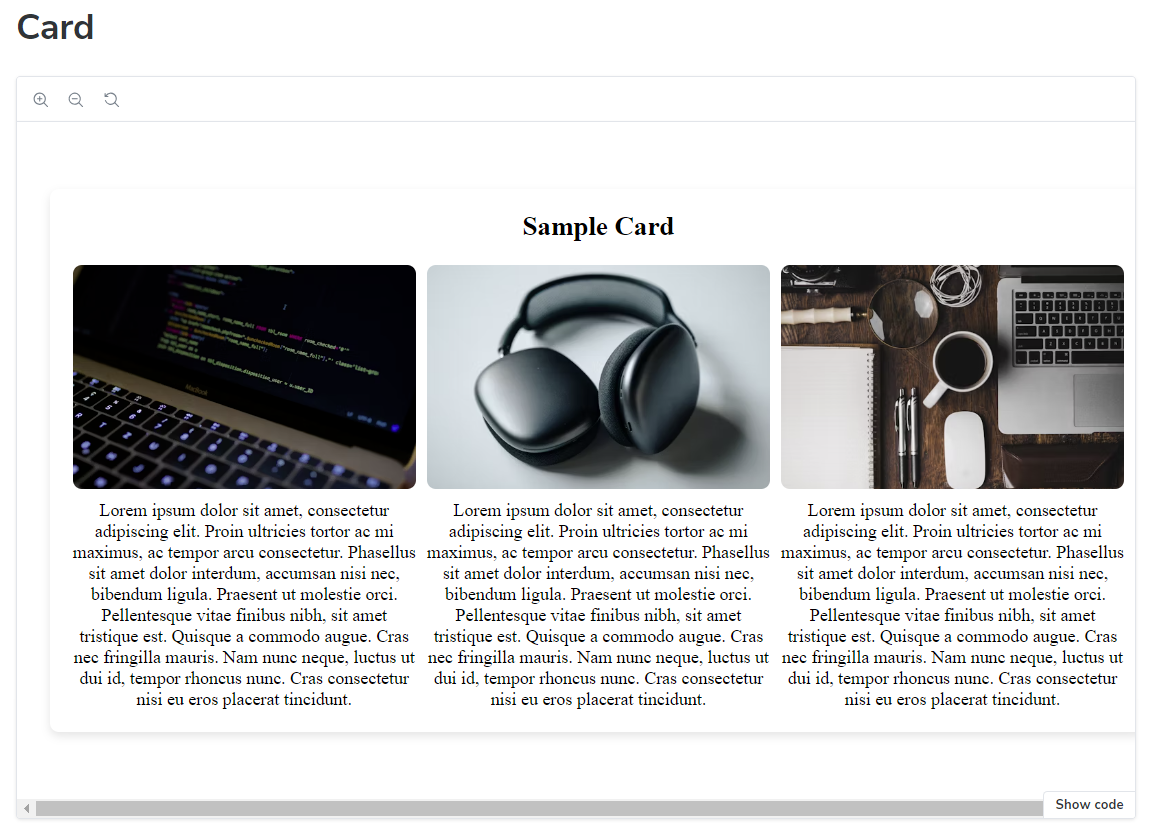 Card
Sample Card
MacBook
Lorem ipsum dolor sit amet, consectetur
adipiscing elit. Proin ultricies tortor ac mi
maximus, ac tempor arcu consectetur. Phasellus
sit amet dolor interdum, accumsan nisi nec,
bibendum ligula. Praesent ut molestie orci.
Pellentesque vitae finibus nibh, sit amet
tristique est. Quisque a commodo augue. Cras
nec fringilla mauris. Nam nunc neque, luctus ut
dui id, tempor rhoncus nunc. Cras consectetur
nisi eu eros placerat tincidunt.
Lorem ipsum dolor sit amet, consectetur
adipiscing elit. Proin ultricies tortor ac mi
maximus, ac tempor arcu consectetur. Phasellus
sit amet dolor interdum, accumsan nisi nec,
bibendum ligula. Praesent ut molestie orci.
Pellentesque vitae finibus nibh, sit amet
tristique est. Quisque a commodo augue. Cras
nec fringilla mauris. Nam nunc neque, luctus ut
dui id, tempor rhoncus nunc. Cras consectetur
nisi eu eros placerat tincidunt.
Lorem ipsum dolor sit amet, consectetur
adipiscing elit. Proin ultricies tortor ac mi
maximus, ac tempor arcu consectetur. Phasellus
sit amet dolor interdum, accumsan nisi nec,
bibendum ligula. Praesent ut molestie orci.
Pellentesque vitae finibus nibh, sit amet
tristique est. Quisque a commodo augue. Cras
nec fringilla mauris. Nam nunc neque, luctus ut
dui id, tempor rhoncus nunc. Cras consectetur
nisi eu eros placerat tincidunt.
Show code